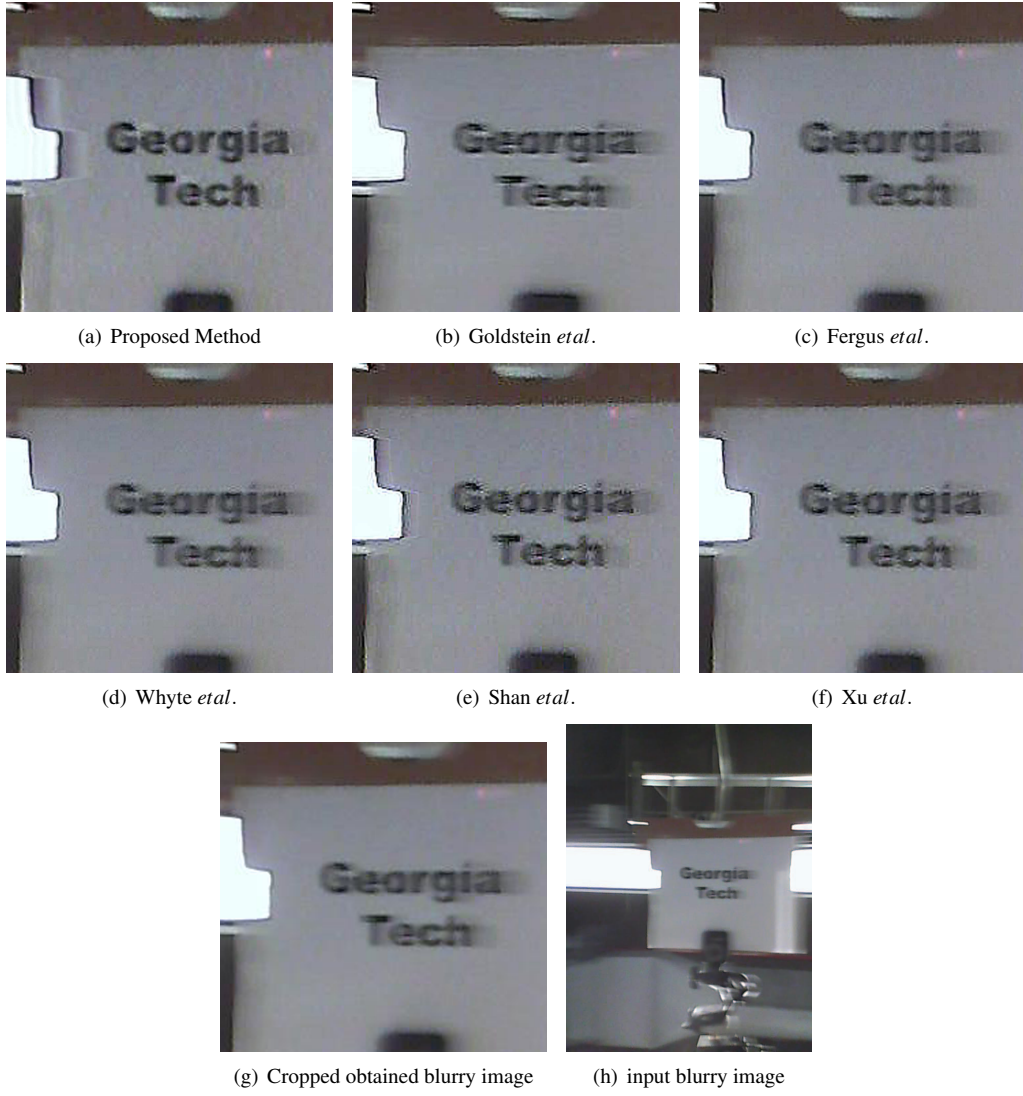 Georgia
Tech
Georgia
Tech
Georgia
Tech
(a) Proposed Method
(b) Goldstein etal.
(c) Fergus etal.
Georgia
Tech
Georgia
Tech
Georgia
Tech
(d) Whyte etal.
(e) Shan etal.
(f) Xu etal.
Georgia
Tech
Georgia
Tech
(g) Cropped obtained blurry image
(h) input blurry image